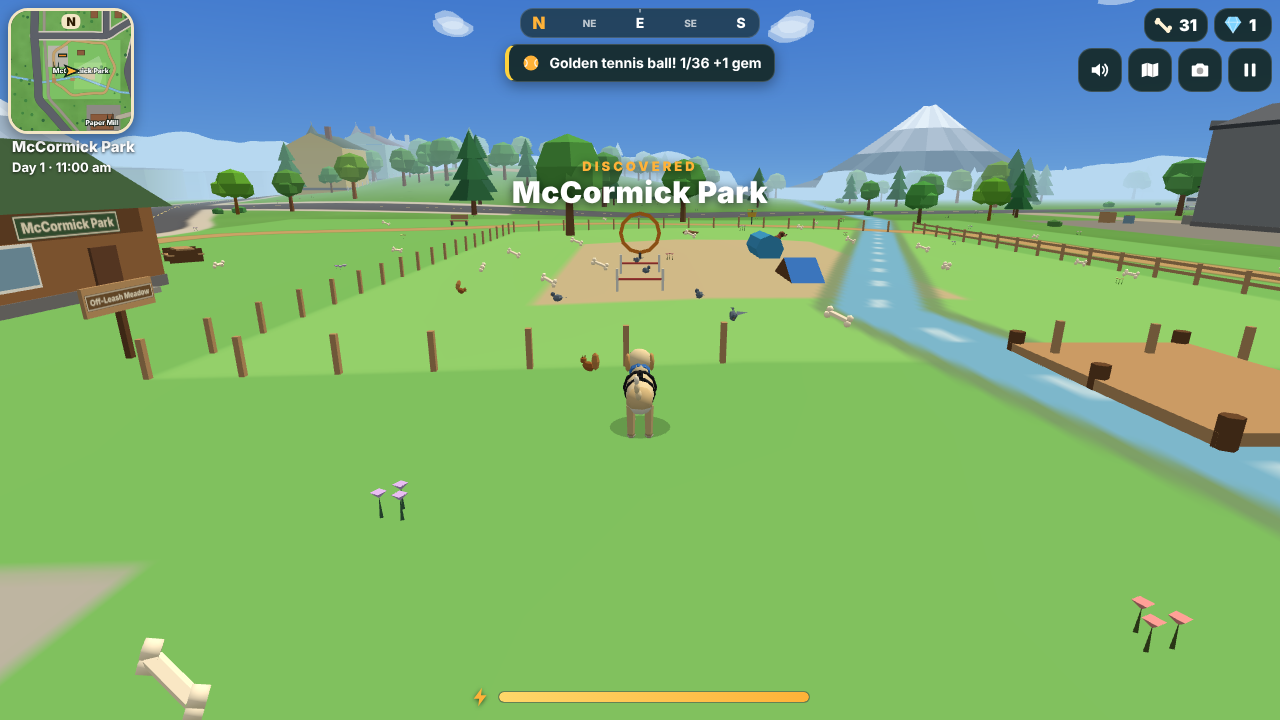 N
McCormick Park
Paper Mill
McCormick Park
Day 1 · 11:00 am
N NE E SE S
Golden tennis ball! 1/36 +1 gem
31
1
DISCOVERED
McCormick Park
McCormick Park
Off-Leash Meadow